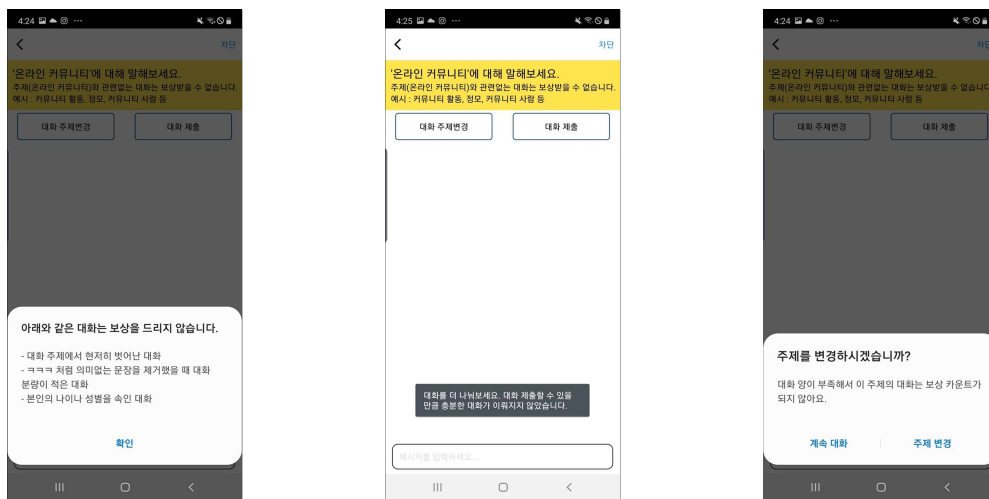 4:24
차단
'온라인 커뮤니티'에 대해 말해보세요.
주제(온라인 커뮤니티)와 관련없는 대화는 보상받을 수 없습니다.
예시 : 커뮤니티 활동, 정모, 커뮤니티 사람 등
대화 주제변경
대화 제출
아래와 같은 대화는 보상을 드리지 않습니다.
- 대화 주제에서 현저히 벗어난 대화
- ㅋㅋㅋ 처럼 의미없는 문장을 제거했을 때 대화
분량이 적은 대화
- 본인의 나이나 성별을 속인 대화
확인
4:25
차단
'온라인 커뮤니티'에 대해 말해보세요.
주제(온라인 커뮤니티)와 관련없는 대화는 보상받을 수 없습니다.
예시 : 커뮤니티 활동, 정모, 커뮤니티 사람 등
대화 주제변경
대화 제출
대화를 더 나눠보세요. 대화 제출할 수 있을
만큼 충분한 대화가 이뤄지지 않았습니다.
메시지를 입력하세요...
4:24
차단
'온라인 커뮤니티'에 대해 말해보세요.
주제(온라인 커뮤니티)와 관련없는 대화는 보상받을 수 없습니
예시 : 커뮤니티 활동, 정모, 커뮤니티 사람 등
대화 주제변경
대화 제출
주제를 변경하시겠습니까?
대화 양이 부족해서 이 주제의 대화는 보상 카운트가
되지 않아요.
계속 대화
주제 변경